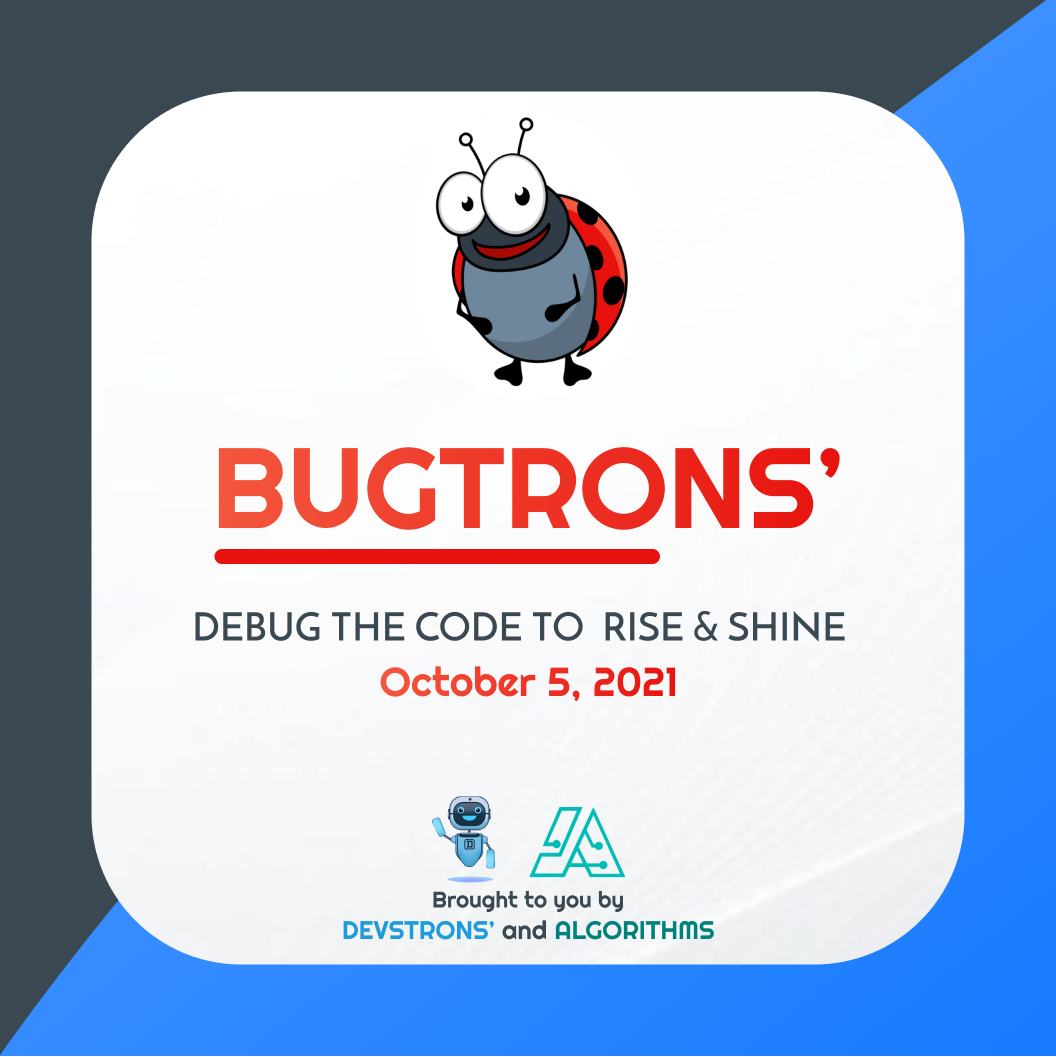 BUGTRONS’
DEBUG THE CODE TO RISE & SHINE
October 5, 2021
D
Brought to you by
DEVSTRONS’ and ALGORITHMS